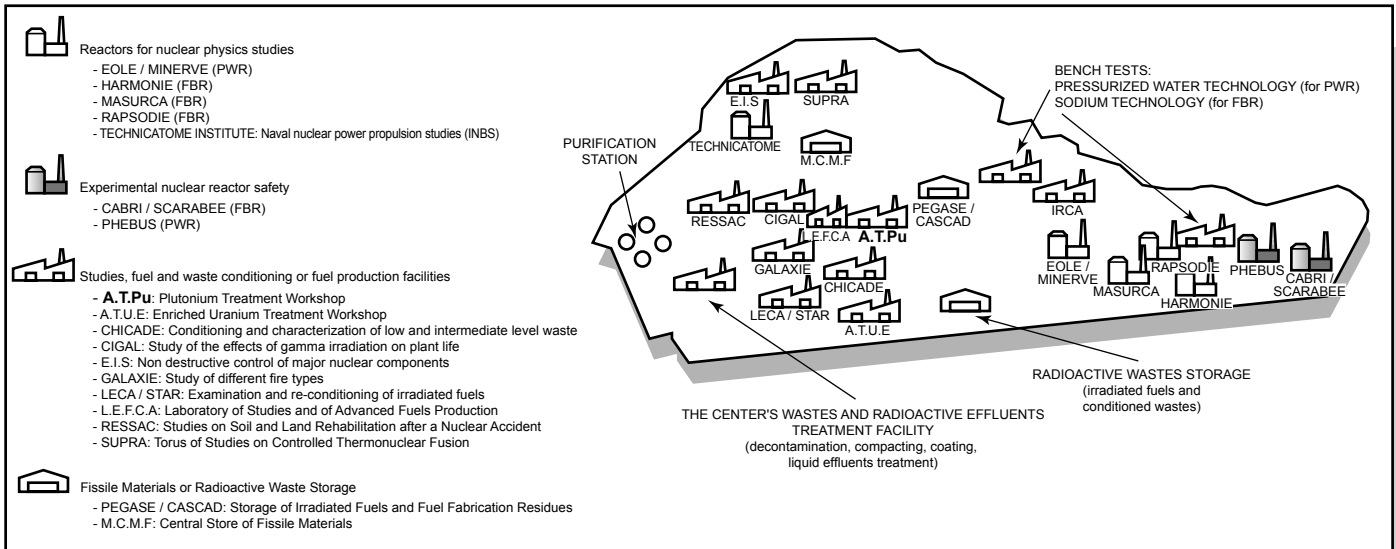 Reactors for nuclear physics studies
- EOLE / MINERVE (PWR)
- HARMONIE (FBR)
- MASURCA (FBR)
- RAPSODIE (FBR)
- TECHNICATOME INSTITUTE: Naval nuclear power propulsion studies (INBS)
Experimental nuclear reactor safety
- CABRI / SCARABEE (FBR)
- PHEBUS (PWR)
Studies, fuel and waste conditioning or fuel production facilities
- A.T.Pu: Plutonium Treatment Workshop
- A.T.U.E: Enriched Uranium Treatment Workshop
- CHICADE: Conditioning and characterization of low and intermediate level waste
- CIGAL: Study of the effects of gamma irradiation on plant life
- E.I.S: Non destructive control of major nuclear components
- GALAXIE: Study of different fire types
- LECA / STAR: Examination and re-conditioning of irradiated fuels
- L.E.F.C.A: Laboratory of Studies and of Advanced Fuels Production
- RESSAC: Studies on Soil and Land Rehabilitation after a Nuclear Accident
- SUPRA: Torus of Studies on Controlled Thermonuclear Fusion
Fissile Materials or Radioactive Waste Storage
- PEGASE / CASCAD: Storage of Irradiated Fuels and Fuel Fabrication Residues
- M.C.M.F: Central Store of Fissile Materials
BENCH TESTS:
PRESSURIZED WATER TECHNOLOGY (for PWR)
SODIUM TECHNOLOGY (for FBR)
E.I.S
SUPRA
TECHNICATOME
M.C.M.F
PURIFICATION
STATION
RESSAC
CIGAL
L.E.F.C.A
A.T.Pu
PEGASE /
CASCAD
IRCA
GALAXIE
CHICADE
LECA / STAR
A.T.U.E
EOLE /
MINERVE
MASURCA
RAPSODIE
HARMONIE
PHEBUS
CABRI /
SCARABEE
RADIOACTIVE WASTES STORAGE
(irradiated fuels and
conditioned wastes)
THE CENTER'S WASTES AND RADIOACTIVE EFFLUENTS
TREATMENT FACILITY
(decontamination, compacting, coating,
liquid effluents treatment)